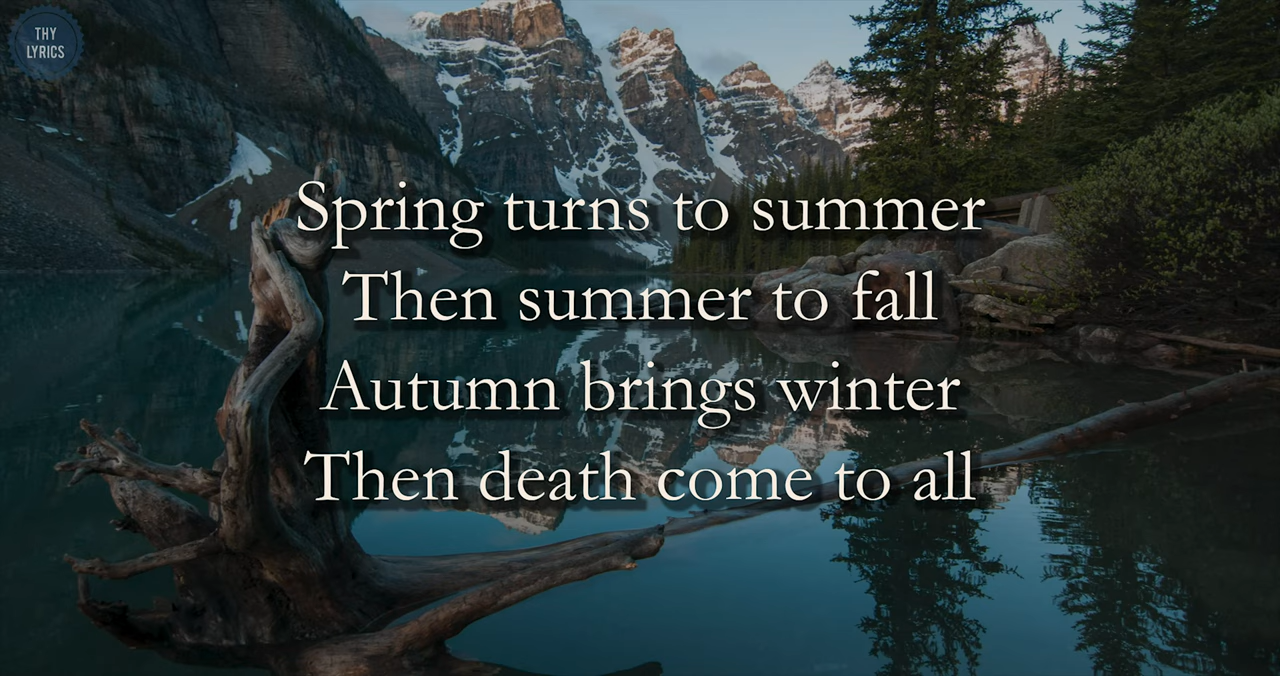 THY
LYRICS
Spring turns to summer
Then summer to fall
Autumn brings winter
Then death come to all